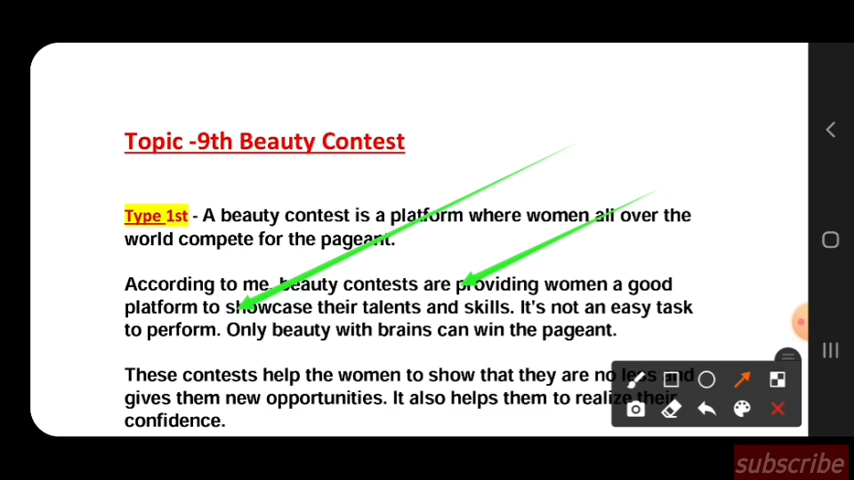 Topic -9th Beauty Contest
Type 1st - A beauty contest is a platform where women all over the
world compete for the pageant.
According to me, beauty contests are providing women a good
platform to showcase their talents and skills. It's not an easy task
to perform. Only beauty with brains can win the pageant.
These contests help the women to show that they are no less and
gives them new opportunities. It also helps them to realize their
confidence.
subscribe